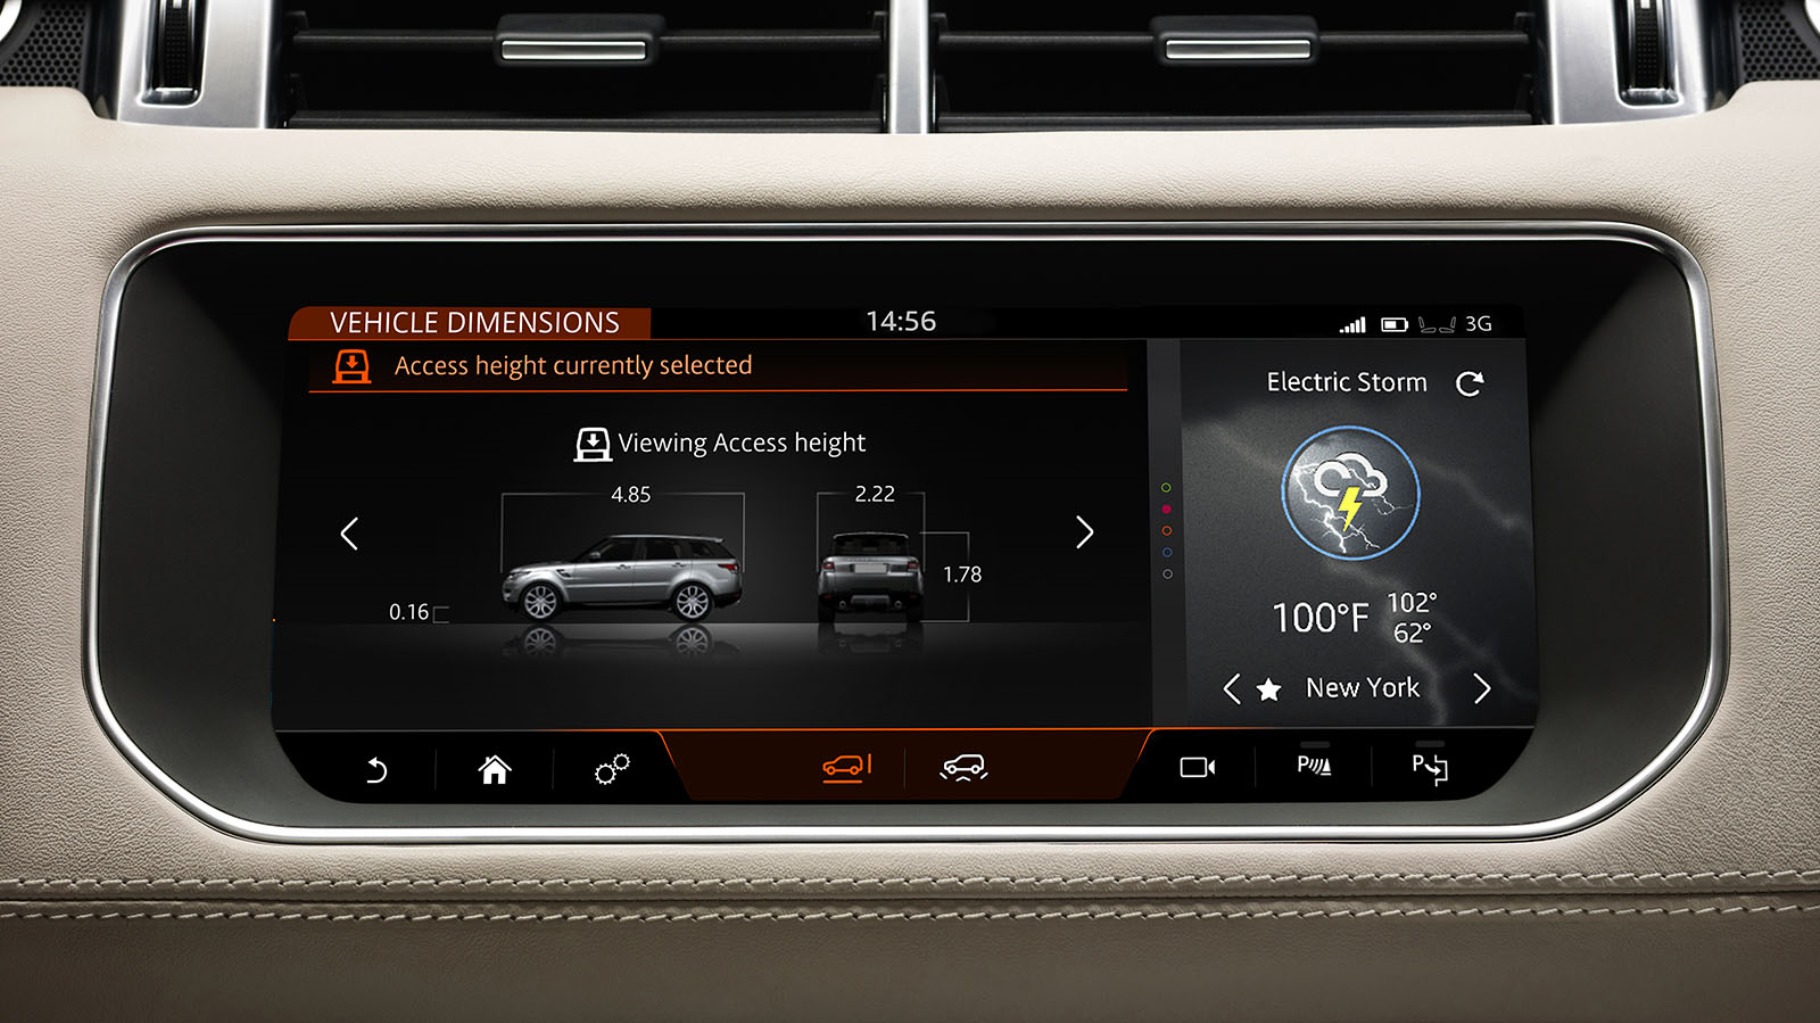 VEHICLE DIMENSIONS
14:56
3G
Access height currently selected
Viewing Access height
4.85
2.22
1.78
0.16
Electric Storm
100°F
102°
62°
New York
P
P